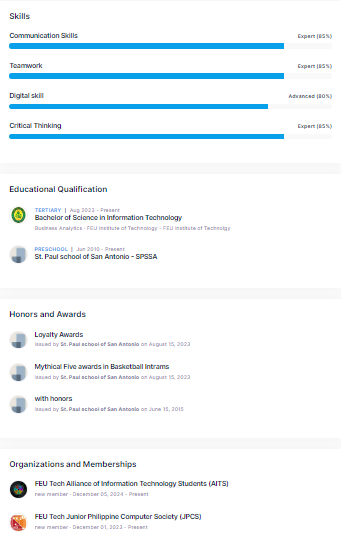 Skills
Communication Skills
Expert (85%)
Teamwork
Expert (85%)
Digital skill
Advanced (80%)
Critical Thinking
Expert (85%)
Educational Qualification
TERTIARY | Aug 2023 - Present
Bachelor of Science in Information Technology
Business Analytics - FEU Institute of Technology - FEU Institute of Technolgy
PRESCHOOL | Jun 2010 - Present
St. Paul school of San Antonio - SPSSA
Honors and Awards
Loyalty Awards
issued by St. Paul school of San Antonio on August 15, 2023
Mythical Five awards in Basketball Intrams
issued by St. Paul school of San Antonio on August 15, 2023
with honors
issued by St. Paul school of San Antonio on June 15, 2015
Organizations and Memberships
FEU Tech Alliance of Information Technology Students (AITS)
new member - December 05, 2024 - Present
FEU Tech Junior Philippine Computer Society (JPCS)
new member - December 01, 2023 - Present